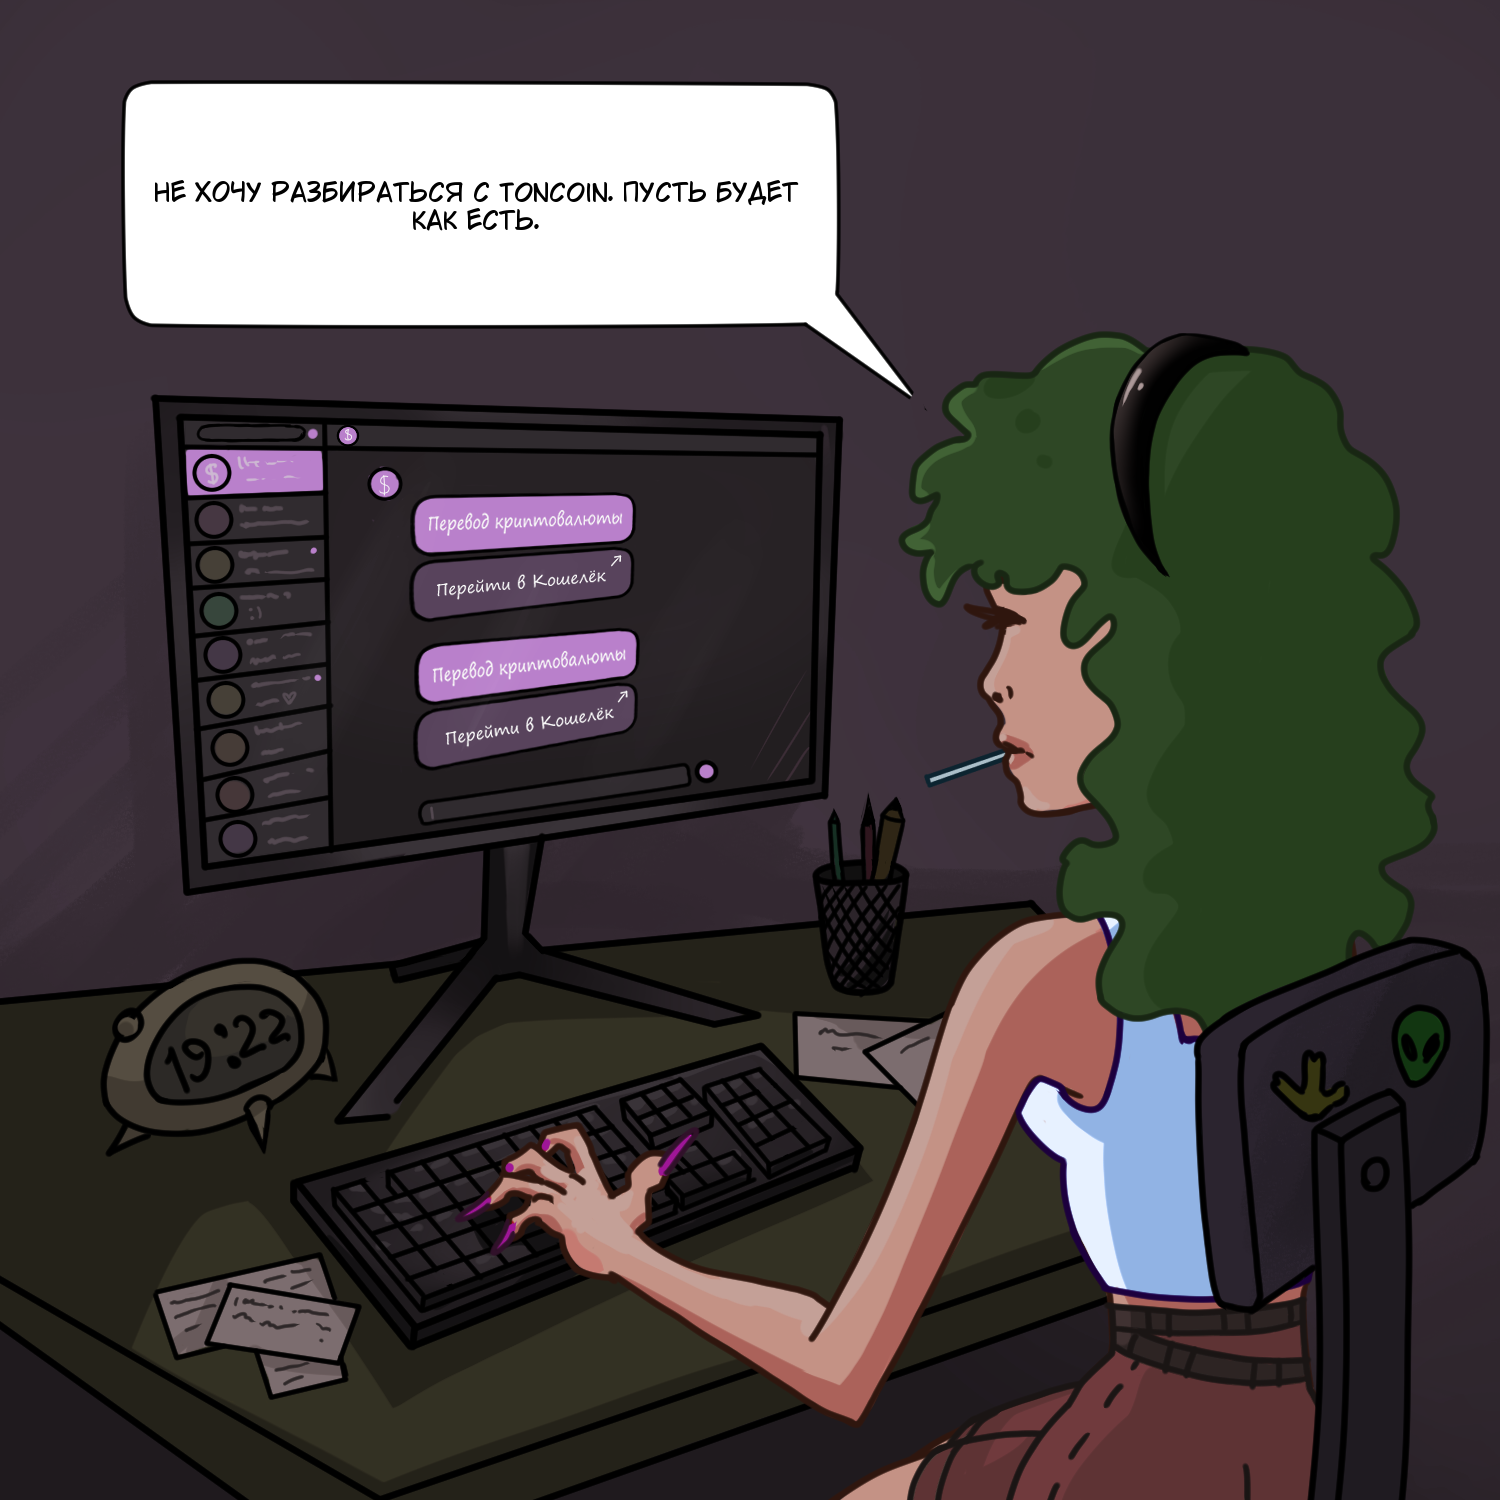 НЕ ХОЧУ РАЗБИРАТЬСЯ С TONCOIN. ПУСТЬ БУДЕТ
КАК ЕСТЬ.
$
$
$
Перевод криптовалюты
Перейти в Кошелёк
:)
Перевод криптовалюты
Перейти в Кошелёк
19:22